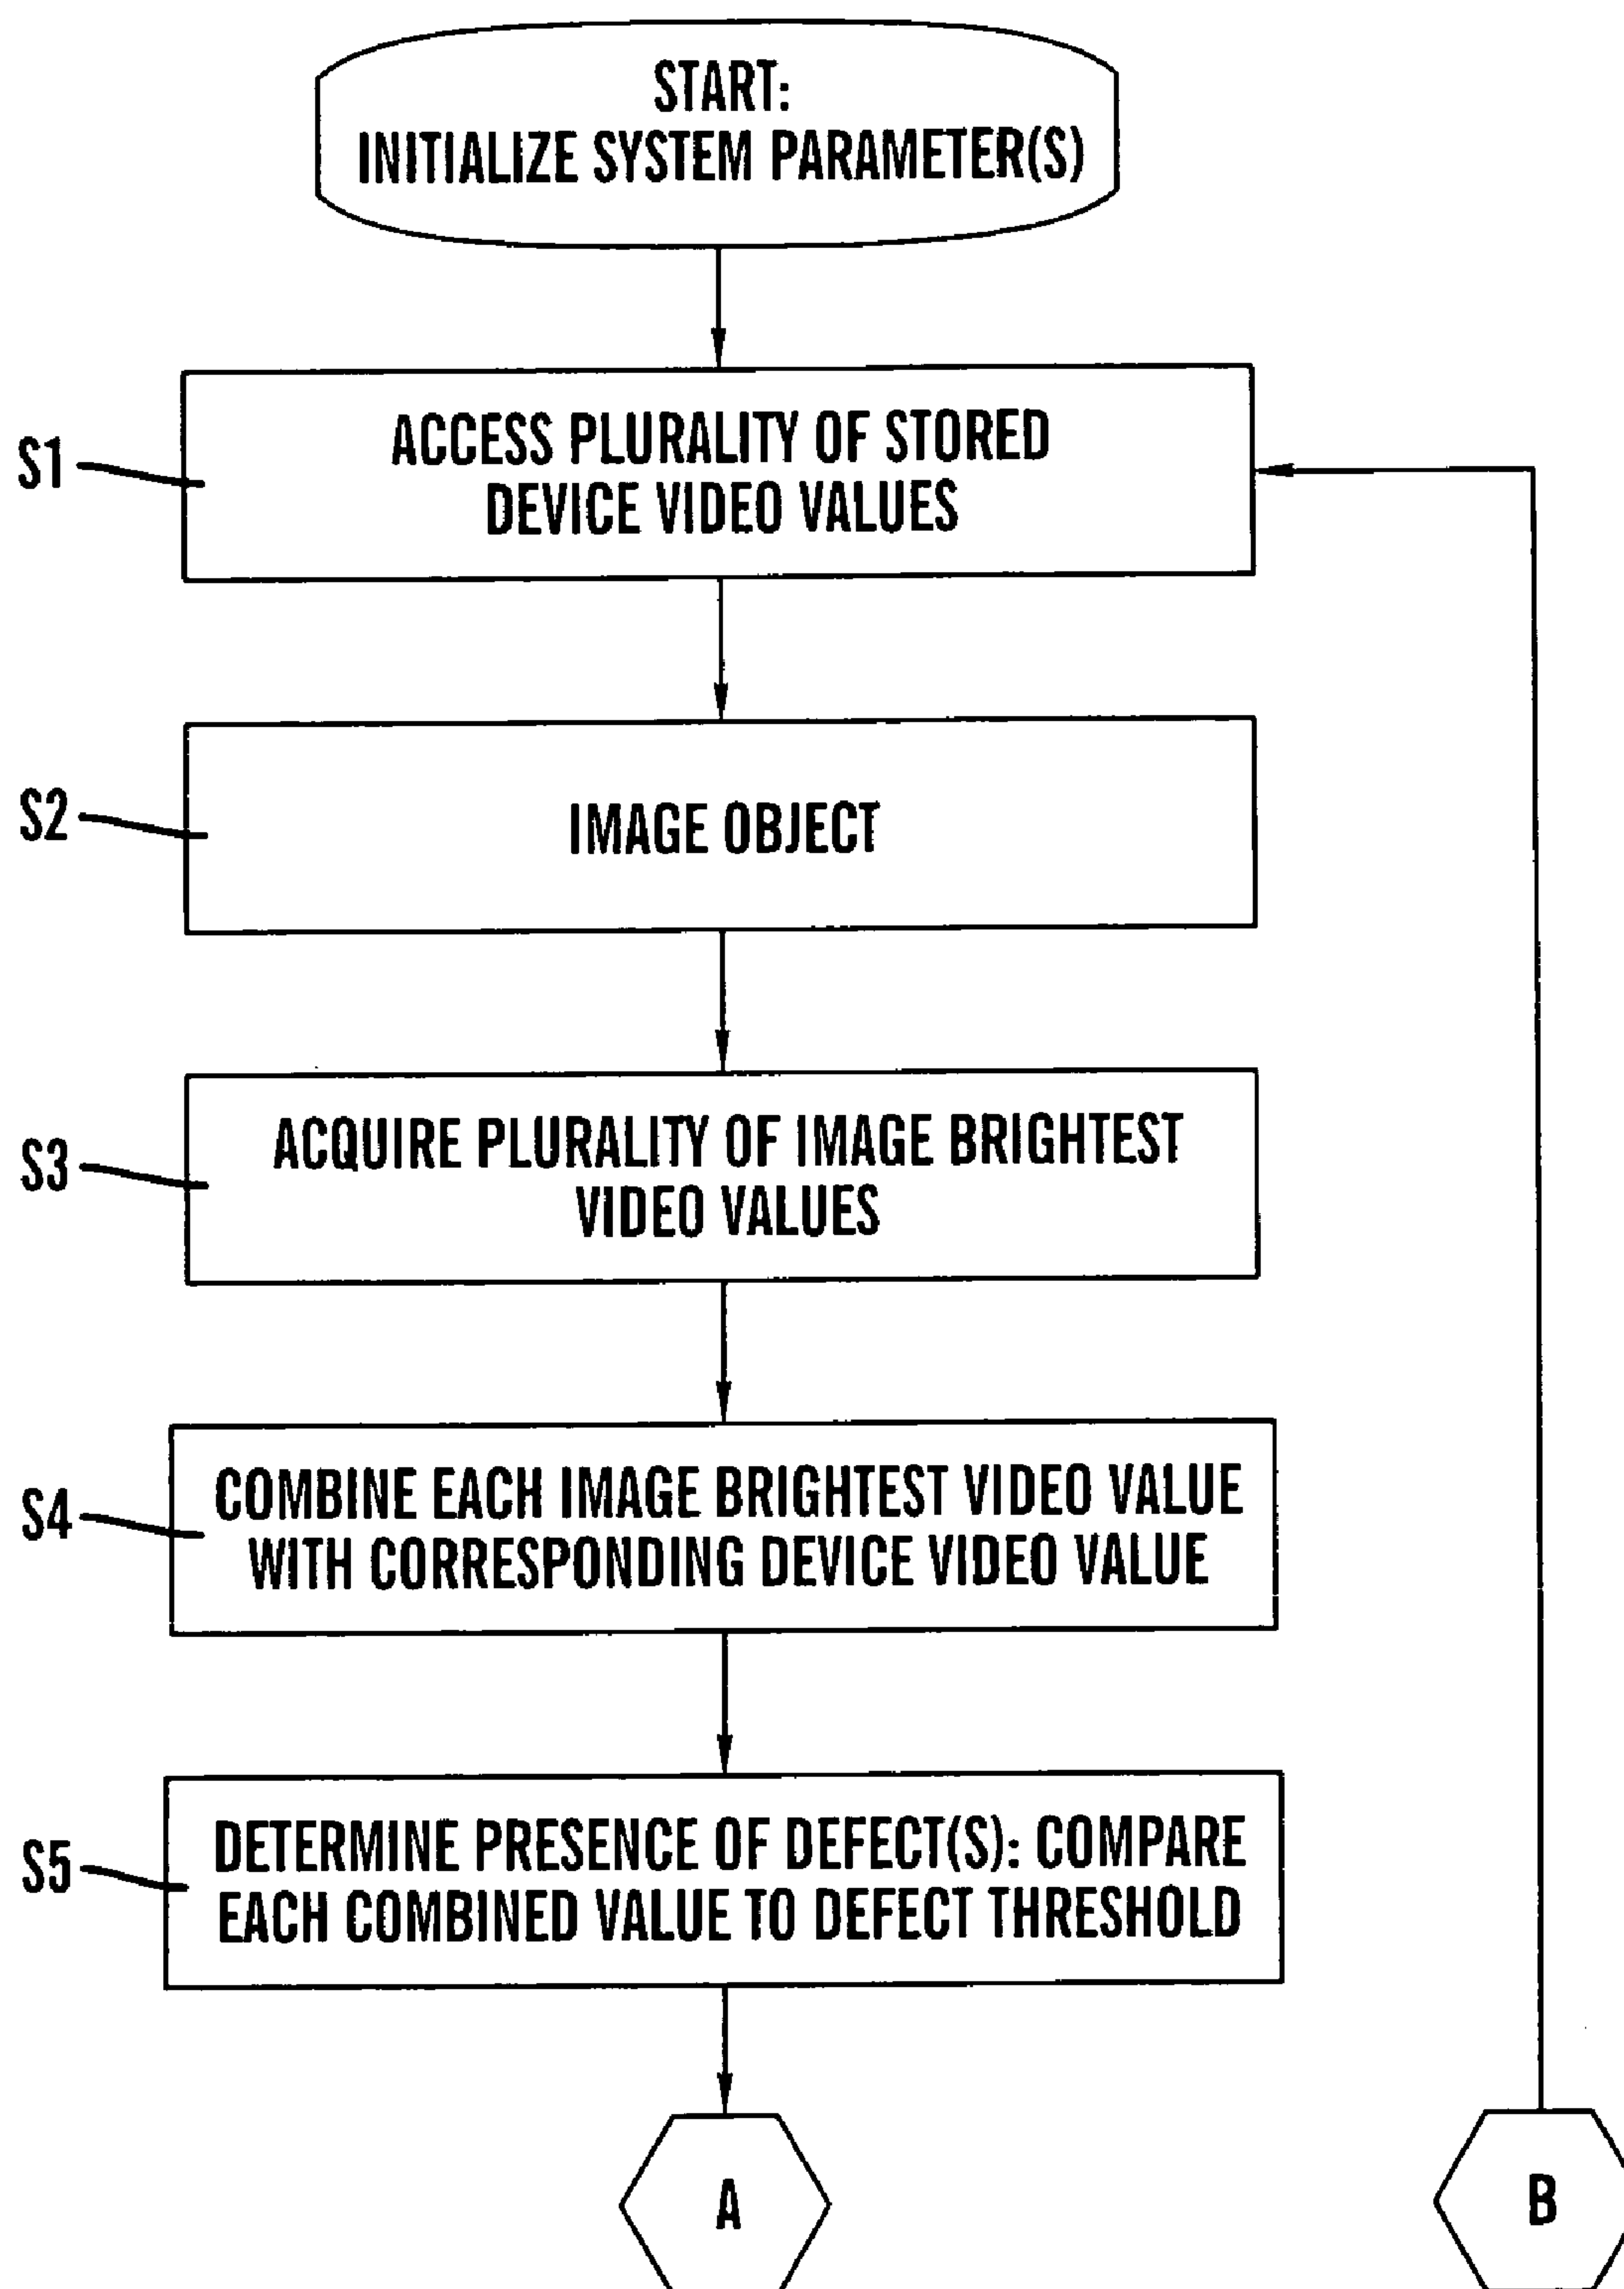 START:
INITIALIZE SYSTEM PARAMETER(S)
S1
ACCESS PLURALITY OF STORED
DEVICE VIDEO VALUES
S2
IMAGE OBJECT
S3
ACQUIRE PLURALITY OF IMAGE BRIGHTEST
VIDEO VALUES
S4
COMBINE EACH IMAGE BRIGHTEST VIDEO VALUE
WITH CORRESPONDING DEVICE VIDEO VALUE
S5
DETERMINE PRESENCE OF DEFECT(S): COMPARE
EACH COMBINED VALUE TO DEFECT THRESHOLD
A
B